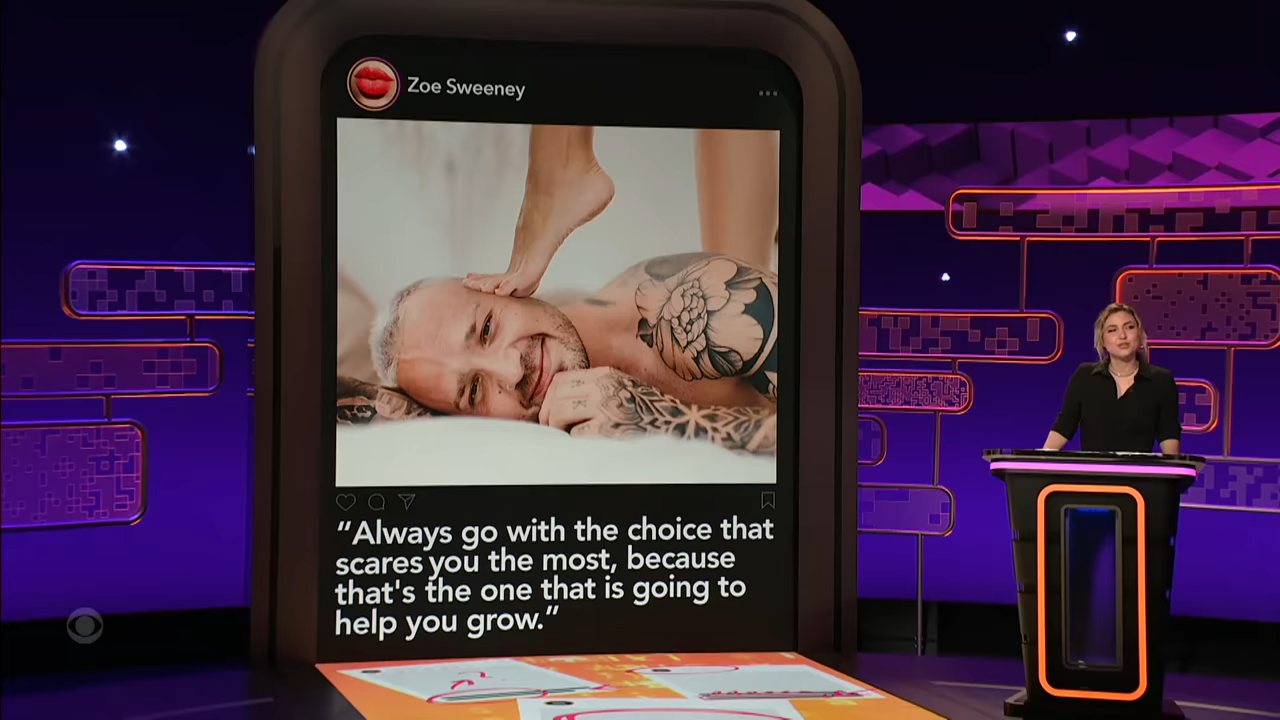 Zoe Sweeney
“Always go with the choice that
scares you the most, because
that's the one that is going to
help you grow.”